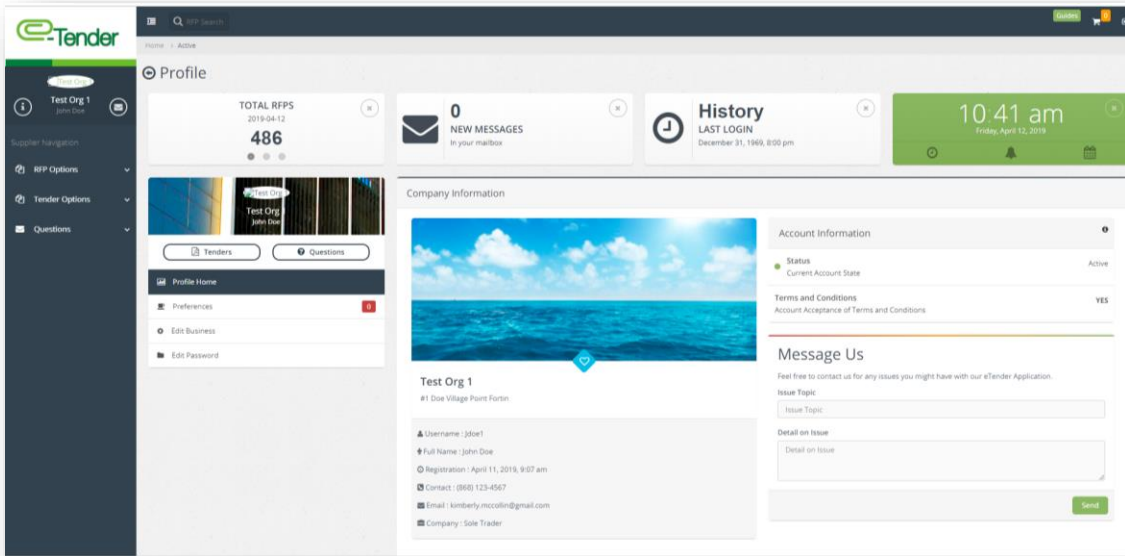 e-Tender
RFP Search
Guides
0
Home > Active
Test Org 1
Test Org 1
John Doe
Supplier Navigation
RFP Options
Tender Options
Questions
Profile
TOTAL RFPS
2019-04-12
486
0
NEW MESSAGES
In your mailbox
History
LAST LOGIN
December 31, 1969, 8:00 pm
10:41 am
Friday, April 12, 2019
Test Org
Test Org
John Doe
Tenders
Questions
Profile Home
Preferences
0
Edit Business
Edit Password
Company Information
Test Org 1
#1 Doe Village Point Fortin
Username : Jdoe1
Full Name : John Doe
Registration : April 11, 2019, 9:07 am
Contact : (868) 123-4567
Email : kimberly.mccollin@gmail.com
Company : Sole Trader
Account Information
Status
Active
Current Account State
Terms and Conditions
YES
Account Acceptance of Terms and Conditions
Message Us
Feel free to contact us for any issues you might have with our eTender Application.
Issue Topic
Issue Topic
Detail on Issue
Detail on Issue
Send